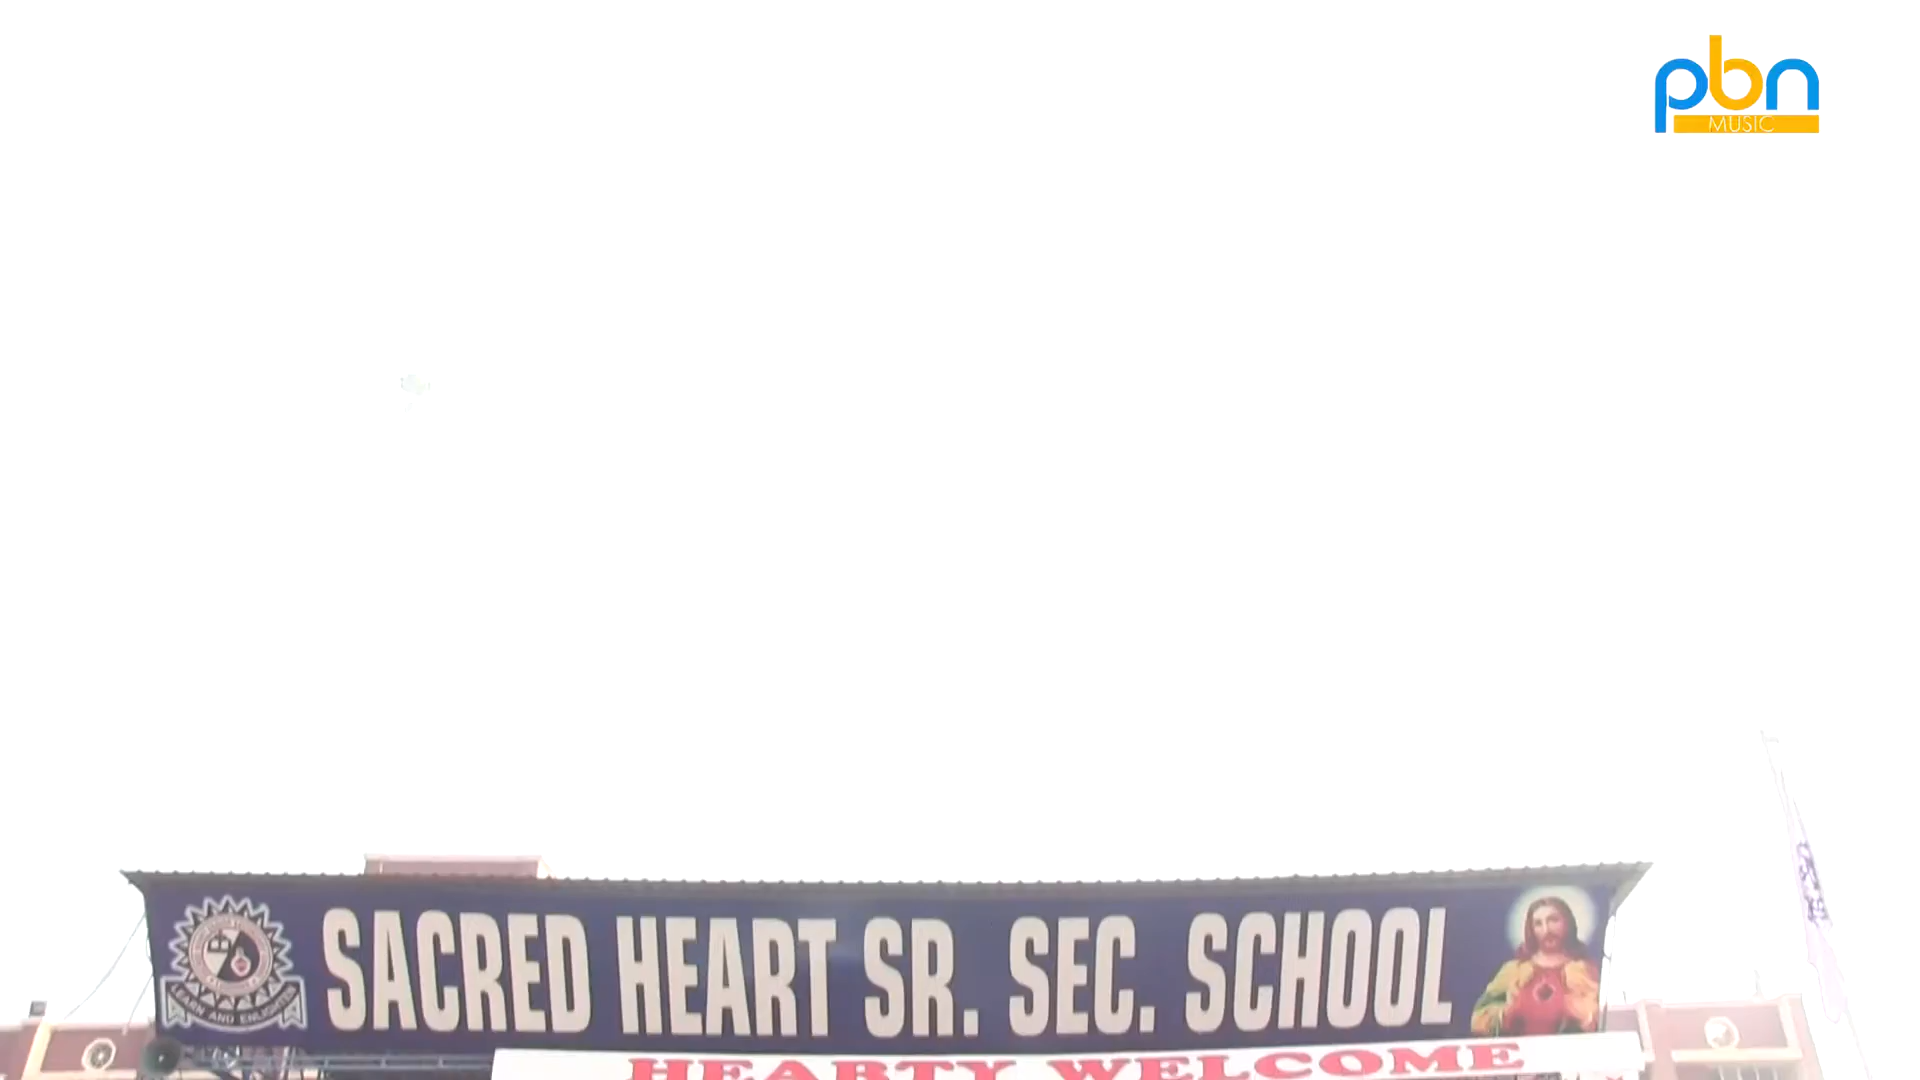 pbn
MUSIC
SACRED HEART SR. SEC. SCHOOL
LEARN AND ENLIGHTEN
HEARTY WELCOME